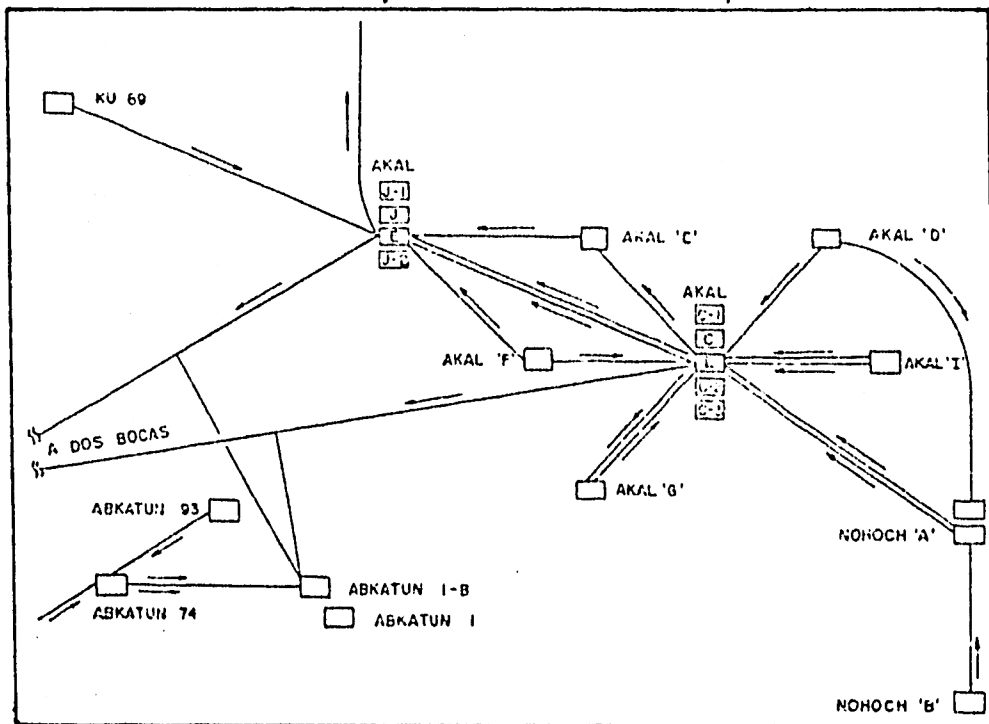 KU 69
AKAL
J-1
J
AKAL 'C'
AKAL 'D'
AKAL
C-1
C
AKAL 'F'
L
AKAL 'I'
A DOS BOCAS
AKAL 'G'
ABKATUN 93
NOHOCH 'A'
ABKATUN 1-B
ABKATUN 74
ABKATUN 1
NOHOCH 'B'